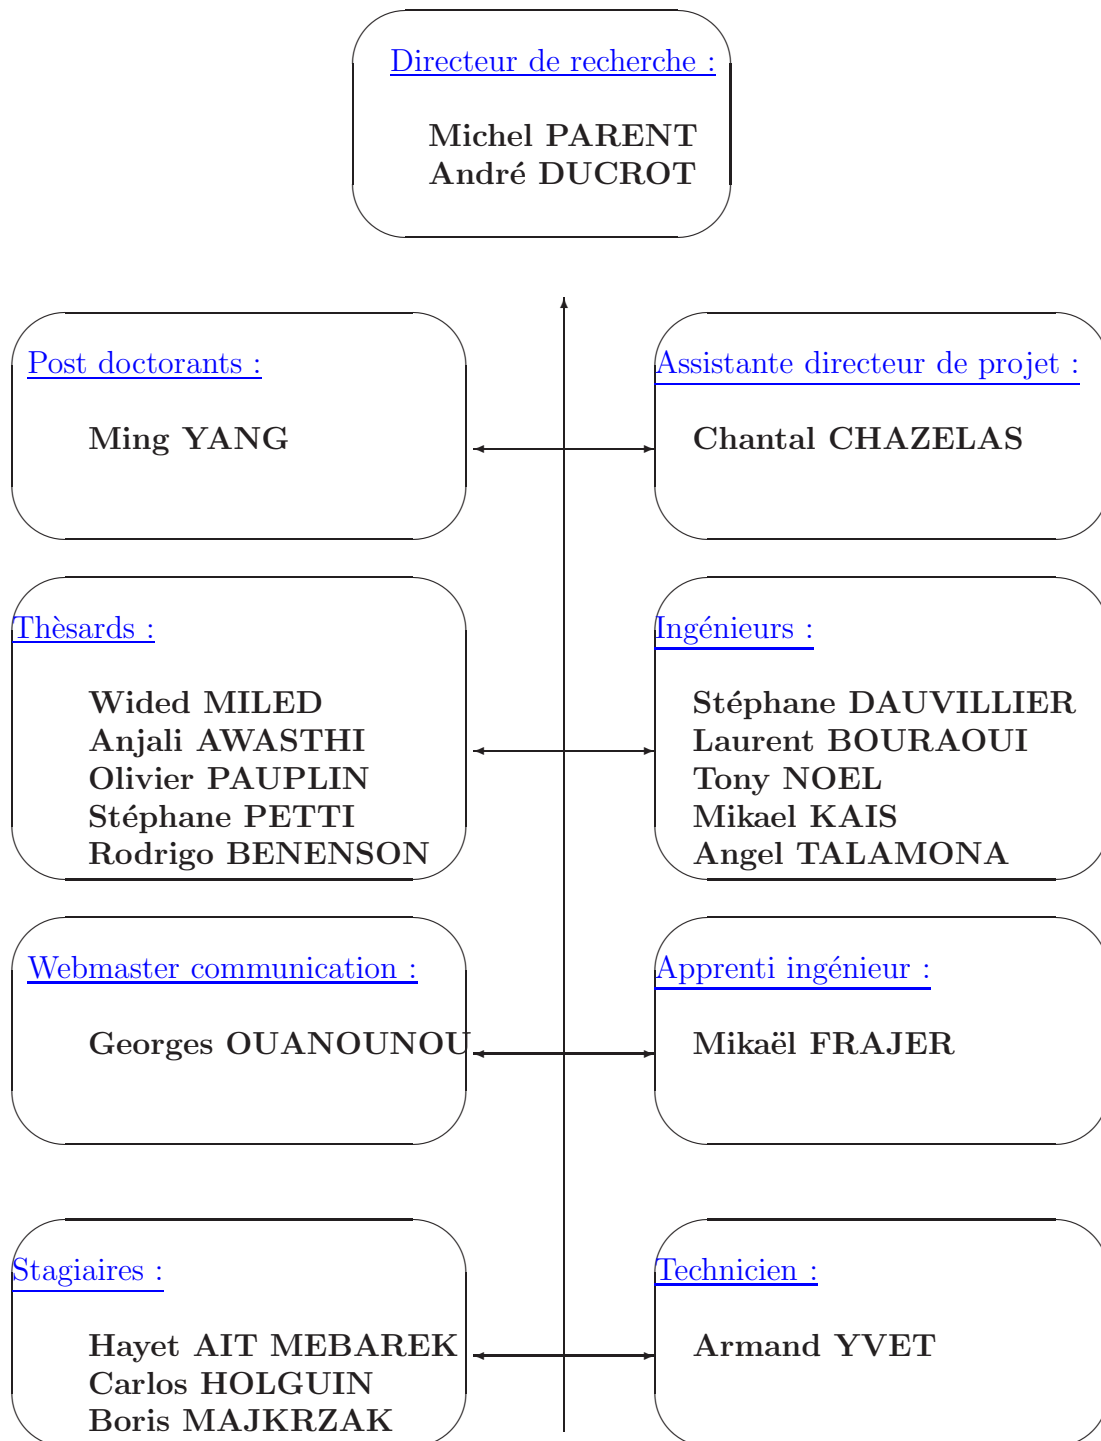 Directeur de recherche :
Michel PARENT
André DUCROT
Post doctorants :
Ming YANG
Assistante directeur de projet :
Chantal CHAZELAS
Thèsards :
Wided MILED
Anjali AWASTHI
Olivier PAUPLIN
Stéphane PETTI
Rodrigo BENENSON
Ingénieurs :
Stéphane DAUVILLIER
Laurent BOURAOUI
Tony NOEL
Mikael KAIS
Angel TALAMONA
Webmaster communication :
Georges OUANOUNOU
Apprenti ingénieur :
Mikaël FRAJER
Stagiaires :
Hayet AIT MEBAREK
Carlos HOLGUIN
Boris MAJKRZAK
Technicien :
Armand YVET